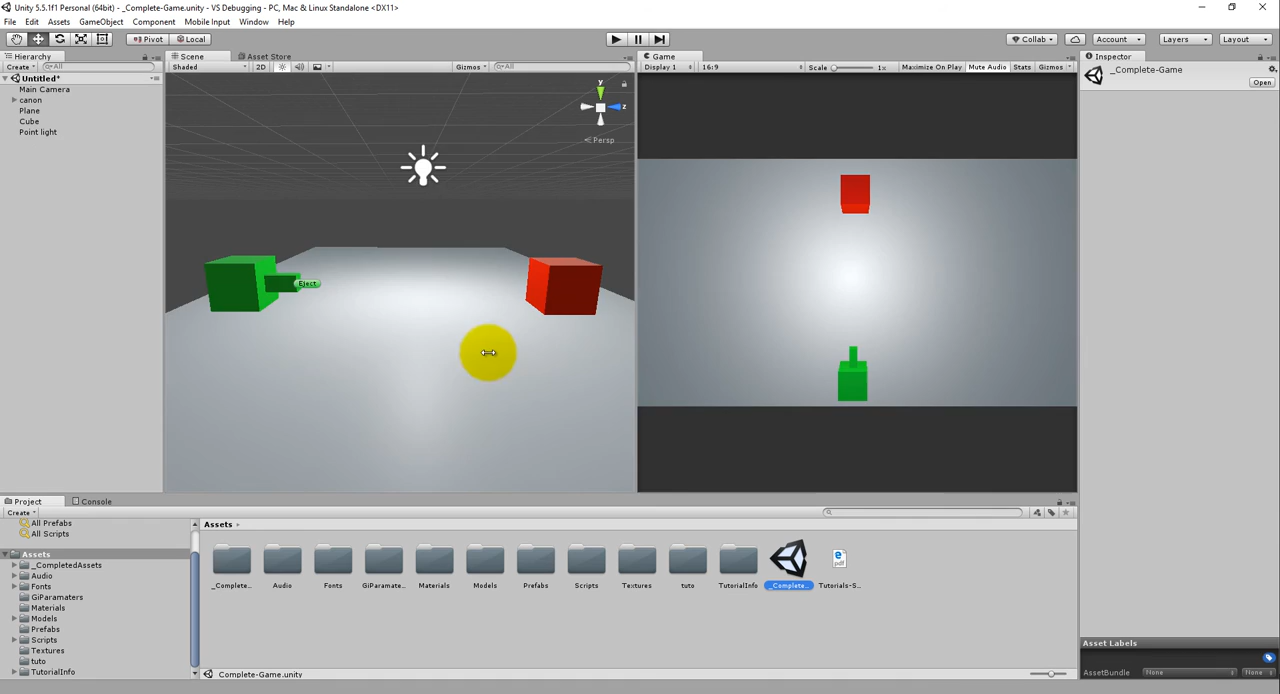 Unity 5.5.1f1 Personal (64bit) - _Complete-Game.unity - VS Debugging - PC, Mac & Linux Standalone <DX11>
File Edit Assets GameObject Component Mobile Input Window Help
Pivot Local Collab Account Layers Layout
Hierarchy
Create All
Untitled*
Main Camera
canon
Plane
Cube
Point light
Scene Asset Store
Shaded 2D Gizmos All
y
z
Persp
Eject
Game
Display 1 16:9 Scale 1x Maximize On Play Mute Audio Stats Gizmos
Inspector
_Complete-Game
Open
Project Console
Create
All Prefabs
All Scripts
Assets
_CompletedAssets
Audio
Fonts
GiParamaters
Materials
Models
Prefabs
Scripts
Textures
tuto
TutorialInfo
Assets
_Complete... Audio Fonts GiParamate... Materials Models Prefabs Scripts Textures tuto TutorialInfo _Complete... Tutorials-S...
pdf
_Complete-Game.unity
Asset Labels
AssetBundle None None